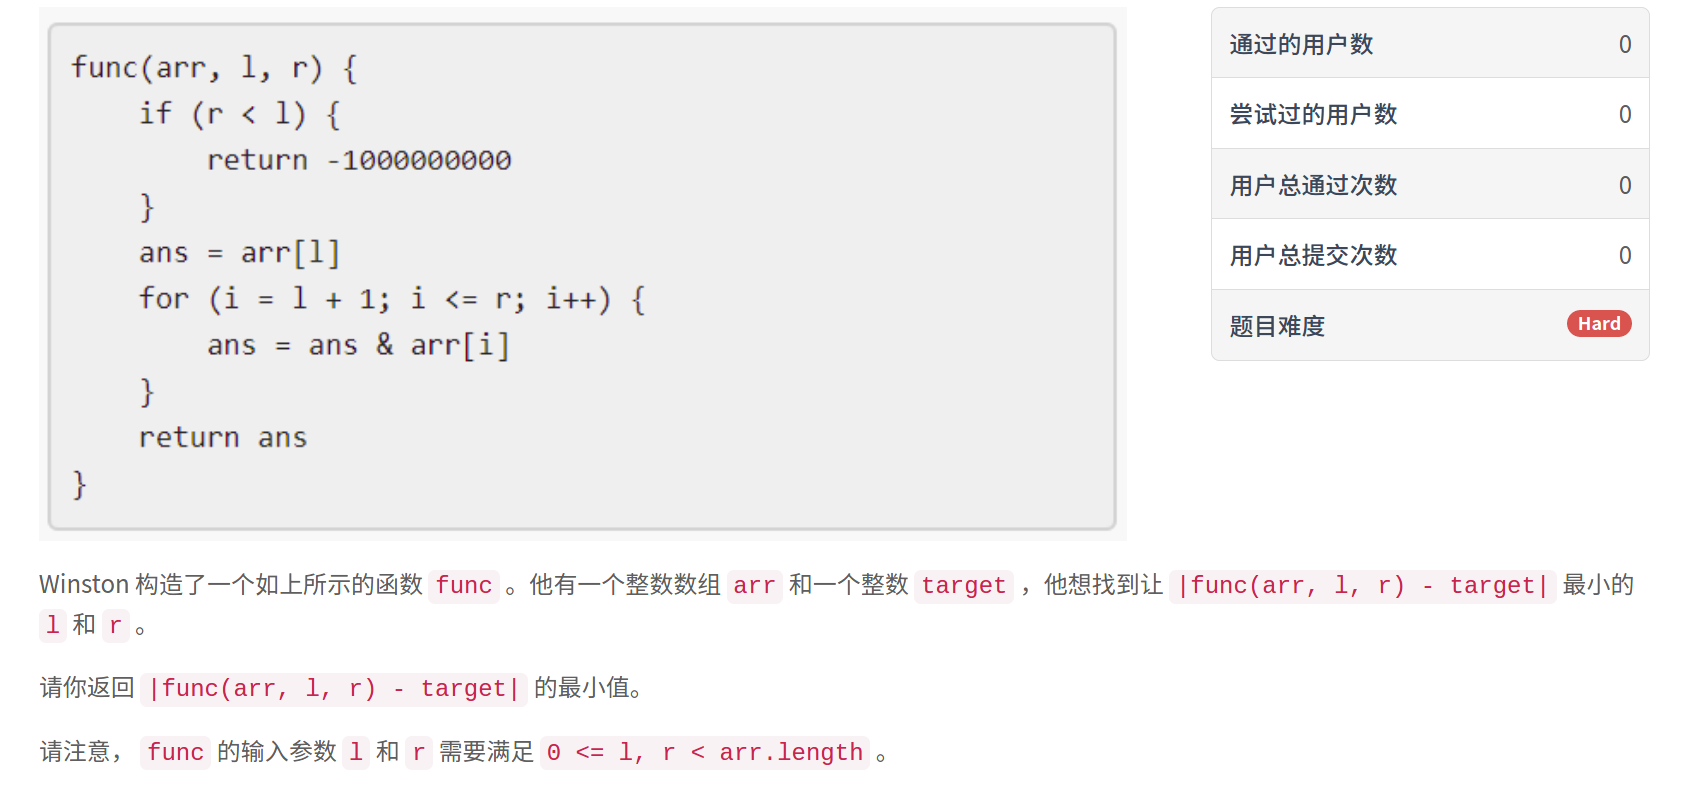 func(arr, l, r) {
    if (r < l) {
        return -1000000000
    }
    ans = arr[l]
    for (i = l + 1; i <= r; i++) {
        ans = ans & arr[i]
    }
    return ans
}
通过的用户数 0
尝试过的用户数 0
用户总通过次数 0
用户总提交次数 0
题目难度 Hard
Winston 构造了一个如上所示的函数 func 。他有一个整数数组 arr 和一个整数 target ，他想找到让 |func(arr, l, r) - target| 最小的
l 和 r 。
请你返回 |func(arr, l, r) - target| 的最小值。
请注意， func 的输入参数 l 和 r 需要满足 0 <= l, r < arr.length 。